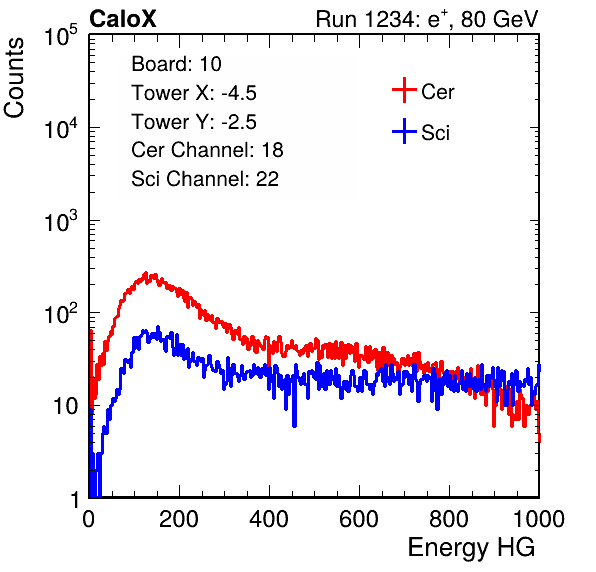 CaloX Run 1234: e⁺, 80 GeV
Counts
10⁵
10⁴
10³
10²
10
1
Board: 10
Tower X: -4.5
Tower Y: -2.5
Cer Channel: 18
Sci Channel: 22
Cer
Sci
0 200 400 600 800 1000
Energy HG